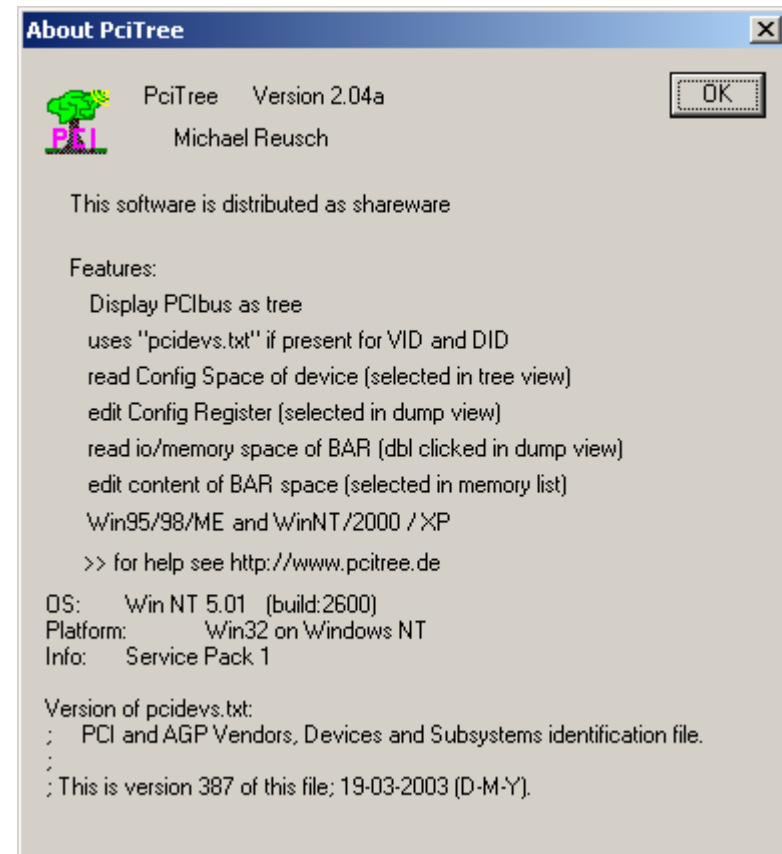 About PciTree
PciTree Version 2.04a
OK
PCI
Michael Reusch
This software is distributed as shareware
Features:
Display PCIbus as tree
uses "pcidevs.txt" if present for VID and DID
read Config Space of device (selected in tree view)
edit Config Register (selected in dump view)
read io/memory space of BAR (dbl clicked in dump view)
edit content of BAR space (selected in memory list)
Win95/98/ME and WinNT/2000 / XP
>> for help see http://www.pcitree.de
OS: Win NT 5.01 (build:2600)
Platform: Win32 on Windows NT
Info: Service Pack 1
Version of pcidevs.txt:
; PCI and AGP Vendors, Devices and Subsystems identification file.
;
; This is version 387 of this file; 19-03-2003 (D-M-Y).